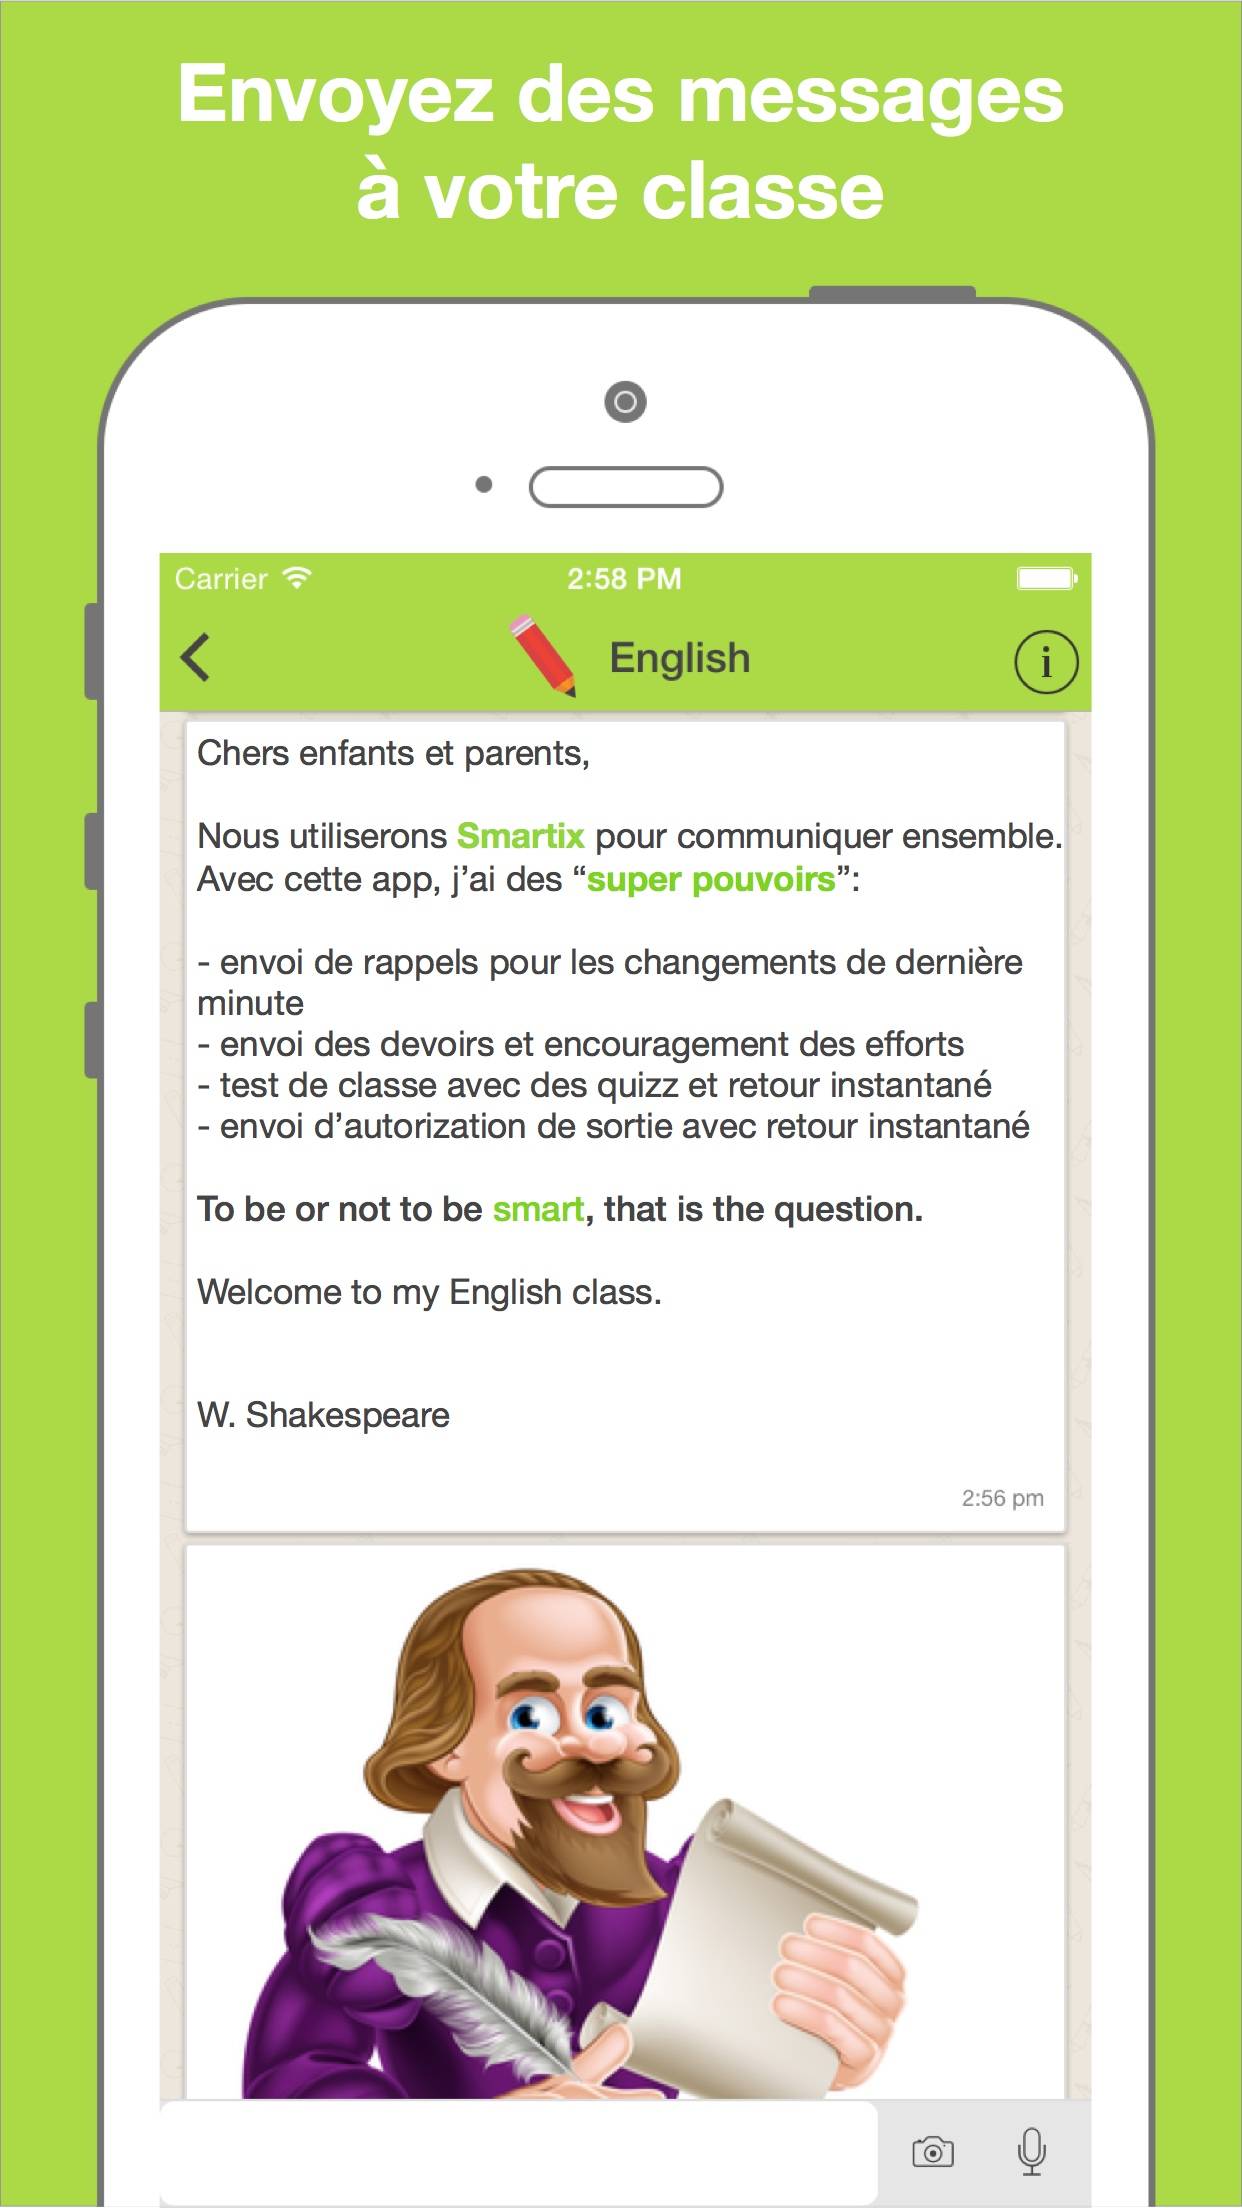 Envoyez des messages
à votre classe
Carrier 2:58 PM
English
i
Chers enfants et parents,
Nous utiliserons Smartix pour communiquer ensemble.
Avec cette app, j’ai des “super pouvoirs”:
- envoi de rappels pour les changements de dernière
minute
- envoi des devoirs et encouragement des efforts
- test de classe avec des quizz et retour instantané
- envoi d’autorization de sortie avec retour instantané
To be or not to be smart, that is the question.
Welcome to my English class.
W. Shakespeare
2:56 pm